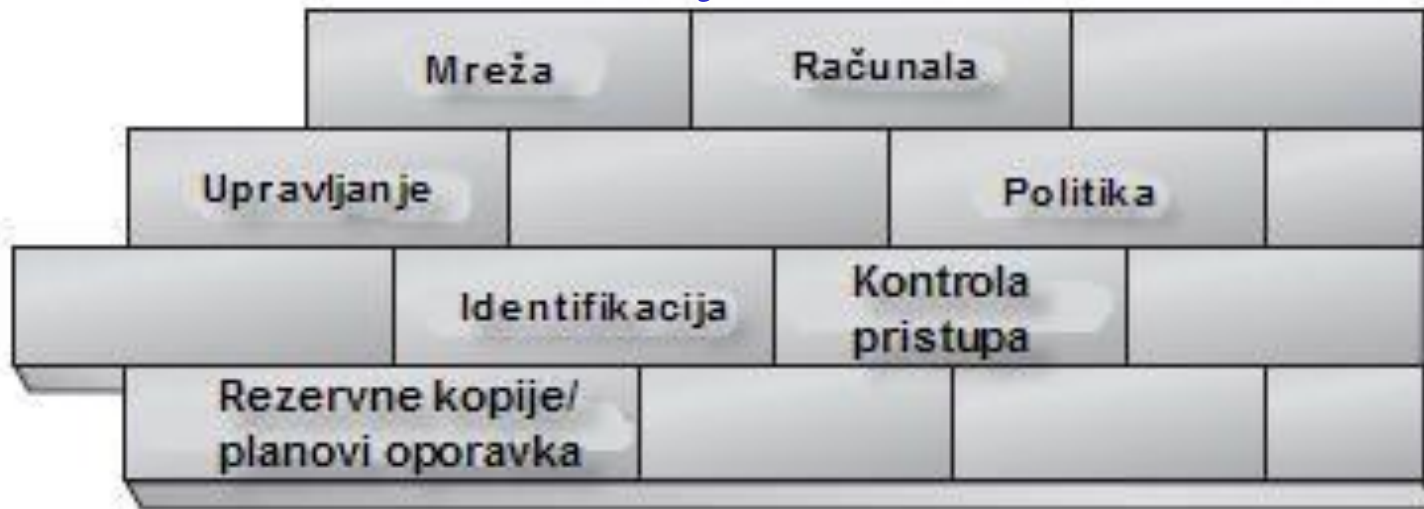 Mreža
Računala
Upravljanje
Politika
Identifikacija
Kontrola
pristupa
Rezervne kopije/
planovi oporavka